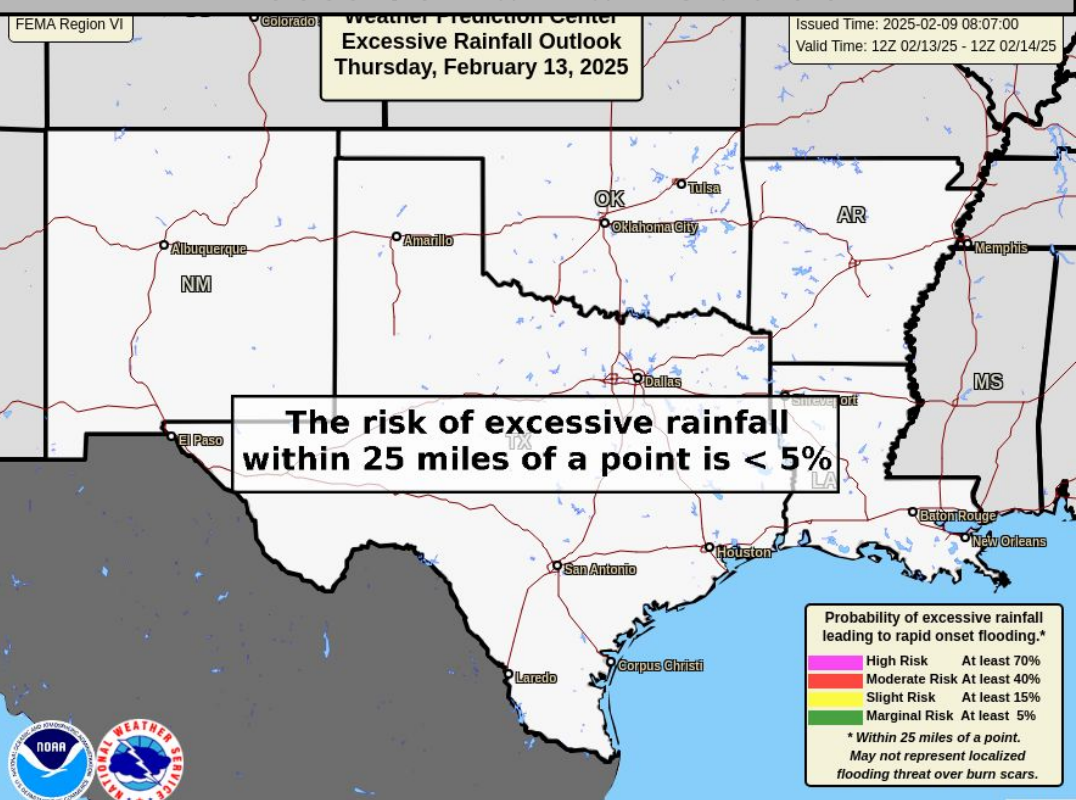 FEMA Region VI
Weather Prediction Center
Excessive Rainfall Outlook
Thursday, February 13, 2025
Issued Time: 2025-02-09 08:07:00
Valid Time: 12Z 02/13/25 - 12Z 02/14/25
Colorado
OK
Tulsa
Oklahoma City
AR
Albuquerque
Amarillo
Memphis
NM
Dallas
MS
Shreveport
The risk of excessive rainfall
within 25 miles of a point is < 5%
El Paso
TX
LA
Baton Rouge
New Orleans
Houston
San Antonio
Corpus Christi
Laredo
Probability of excessive rainfall
leading to rapid onset flooding.*
High Risk At least 70%
Moderate Risk At least 40%
Slight Risk At least 15%
Marginal Risk At least 5%
* Within 25 miles of a point.
May not represent localized
flooding threat over burn scars.
NOAA
NATIONAL WEATHER SERVICE